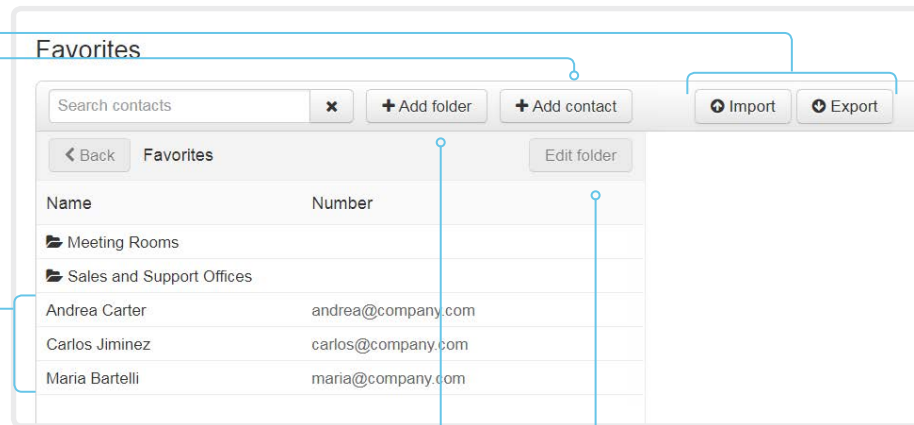 Favorites
Search contacts
Add folder
Add contact
Import
Export
Back
Favorites
Edit folder
Name Number
Meeting Rooms
Sales and Support Offices
Andrea Carter andrea@company.com
Carlos Jiminez carlos@company.com
Maria Bartelli maria@company.com